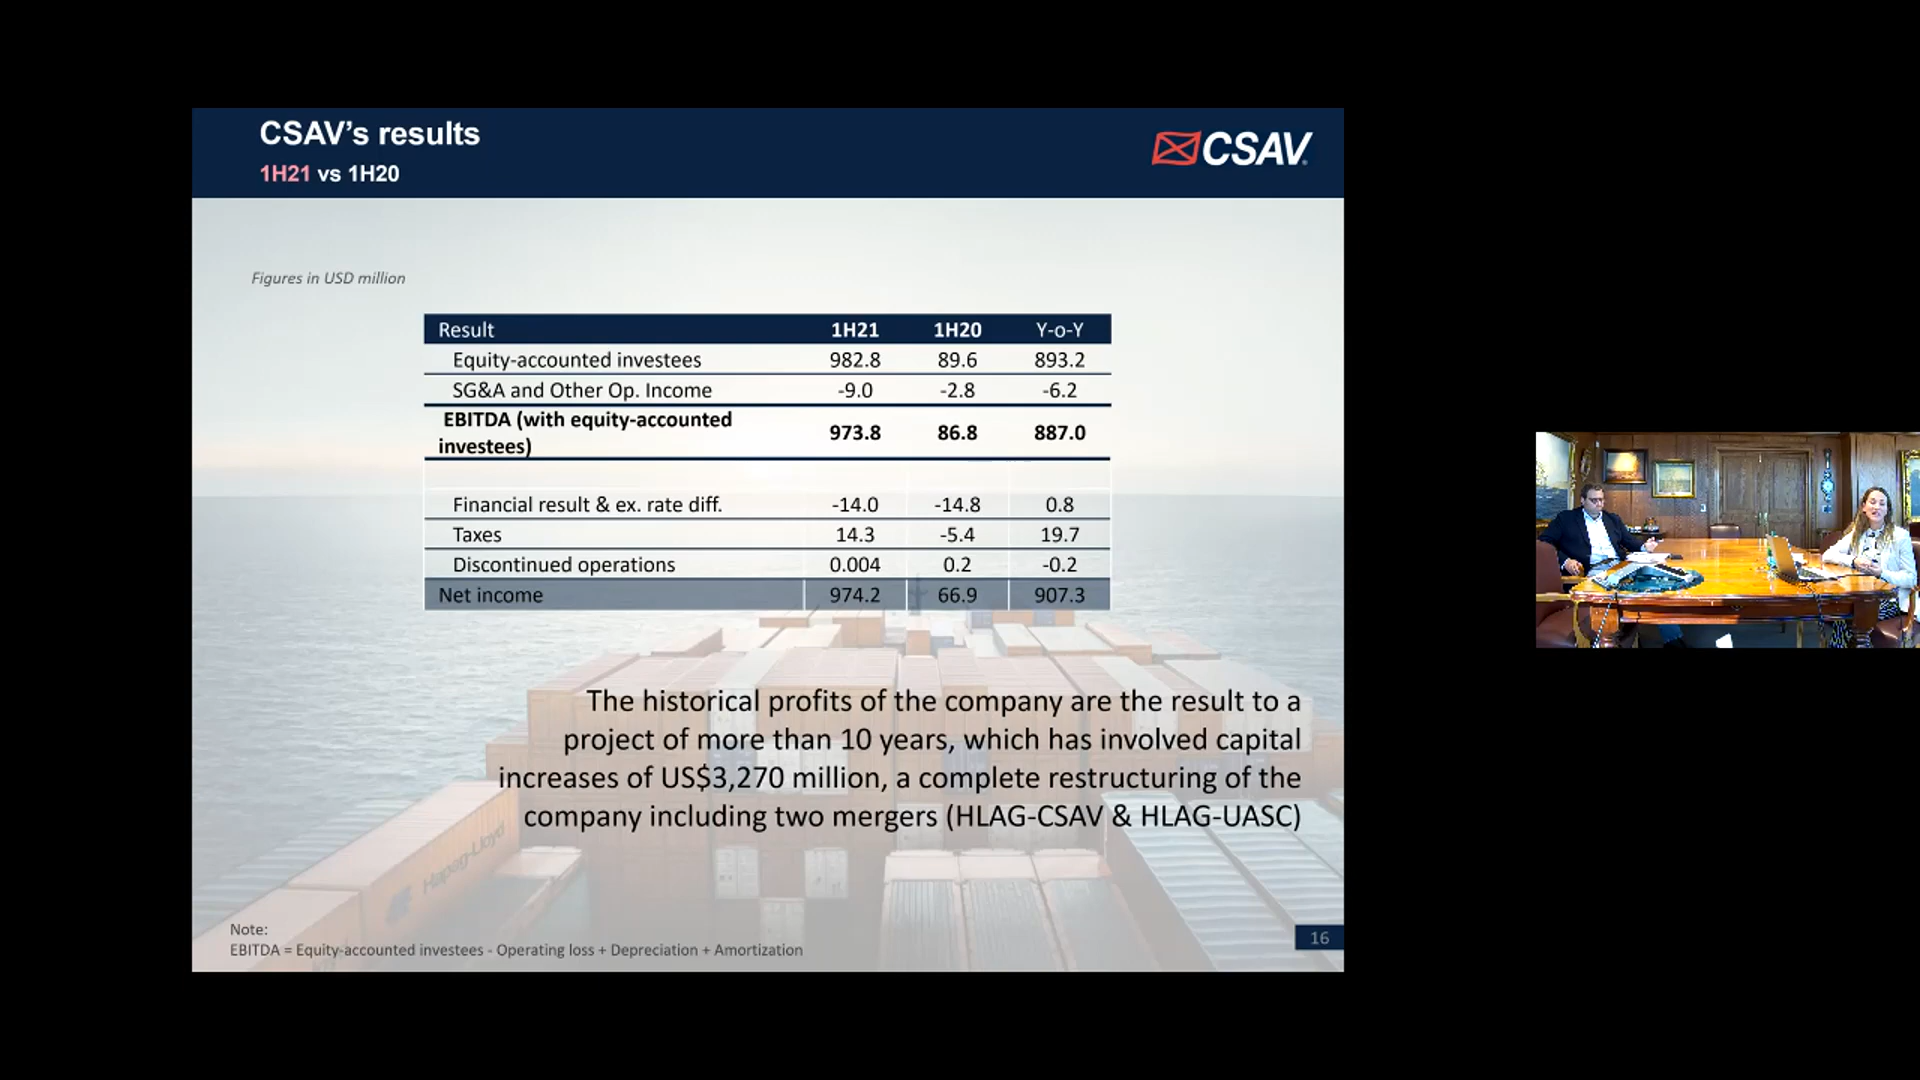 CSAV’s results
1H21 vs 1H20
CSAV
Figures in USD million
Result 1H21 1H20 Y-o-Y
Equity-accounted investees 982.8 89.6 893.2
SG&A and Other Op. Income -9.0 -2.8 -6.2
EBITDA (with equity-accounted
investees) 973.8 86.8 887.0
Financial result & ex. rate diff. -14.0 -14.8 0.8
Taxes 14.3 -5.4 19.7
Discontinued operations 0.004 0.2 -0.2
Net income 974.2 66.9 907.3
The historical profits of the company are the result to a
project of more than 10 years, which has involved capital
increases of US$3,270 million, a complete restructuring of the
company including two mergers (HLAG-CSAV & HLAG-UASC)
Hapag-Lloyd
Note:
EBITDA = Equity-accounted investees - Operating loss + Depreciation + Amortization
16